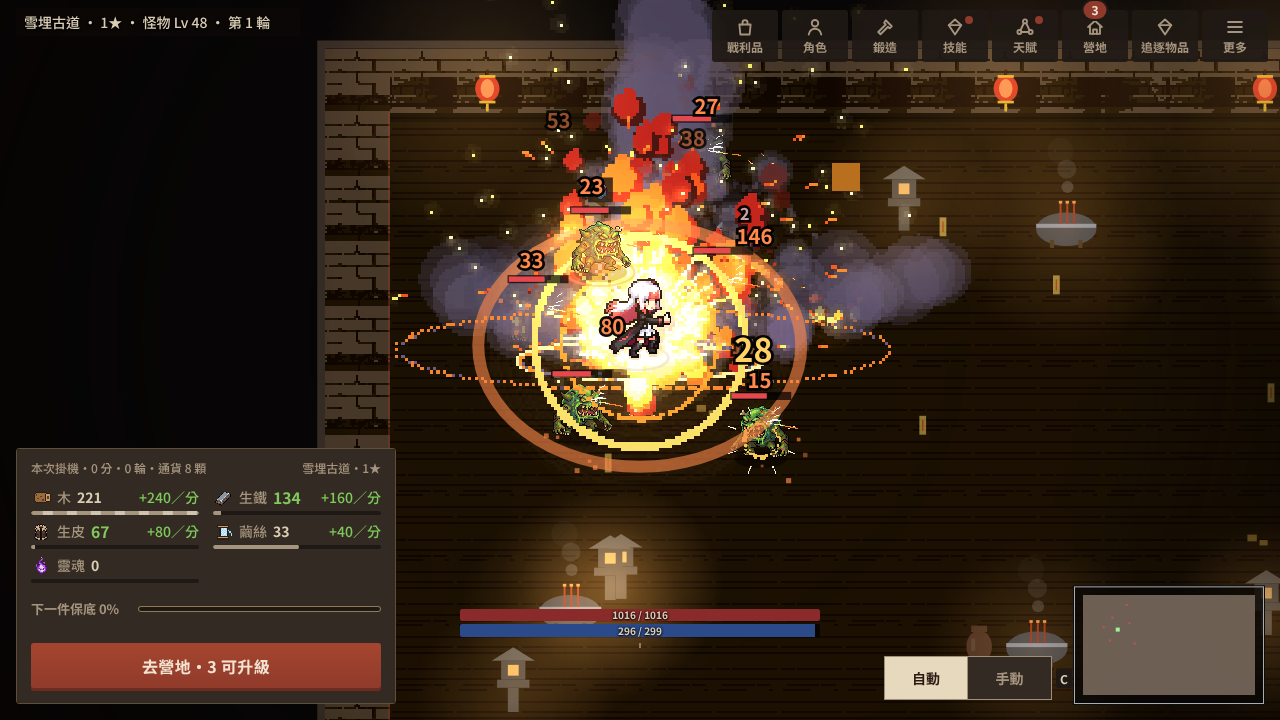 雪埋古道 · 1★ · 怪物 Lv 48 · 第 1 輪
戰利品
角色
鍛造
技能
天賦
3
營地
追逐物品
更多
27
53
38
23
2
146
33
80
28
15
本次掛機 · 0 分 · 0 輪 · 通貨 8 顆
雪埋古道 · 1★
木 221 +240／分
生鐵 134 +160／分
生皮 67 +80／分
繭絲 33 +40／分
靈魂 0
下一件保底 0%
去營地 · 3 可升級
1016 / 1016
296 / 299
自動
手動
C